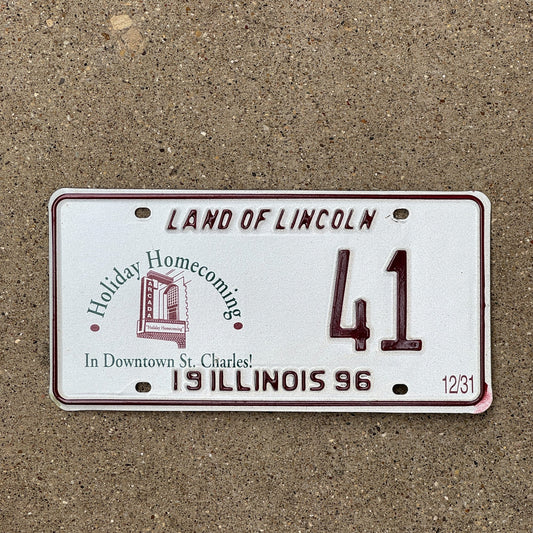 LAND OF LINCOLN
Holiday Homecoming
ARCADA
"Holiday Homecoming"
41
In Downtown St. Charles!
19 ILLINOIS 96
12/31